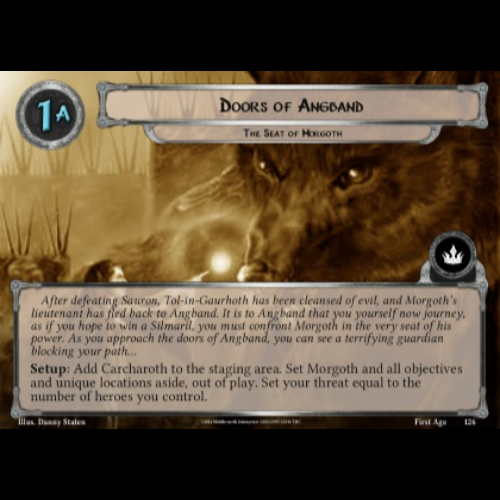 1A
DOORS OF ANGBAND
THE SEAT OF MORGOTH
After defeating Sauron, Tol-in-Gaurhoth has been cleansed of evil, and Morgoth's
lieutenant has fled back to Angband. It is to Angband that you yourself now journey,
as if you hope to win a Silmaril, you must confront Morgoth in the very seat of his
power. As you approach the doors of Angband, you can see a terrifying guardian
blocking your path...
Setup: Add Carcharoth to the staging area. Set Morgoth and all objectives
and unique locations aside, out of play. Set your threat equal to the
number of heroes you control.
Illus. Danny Staten
First Age 126